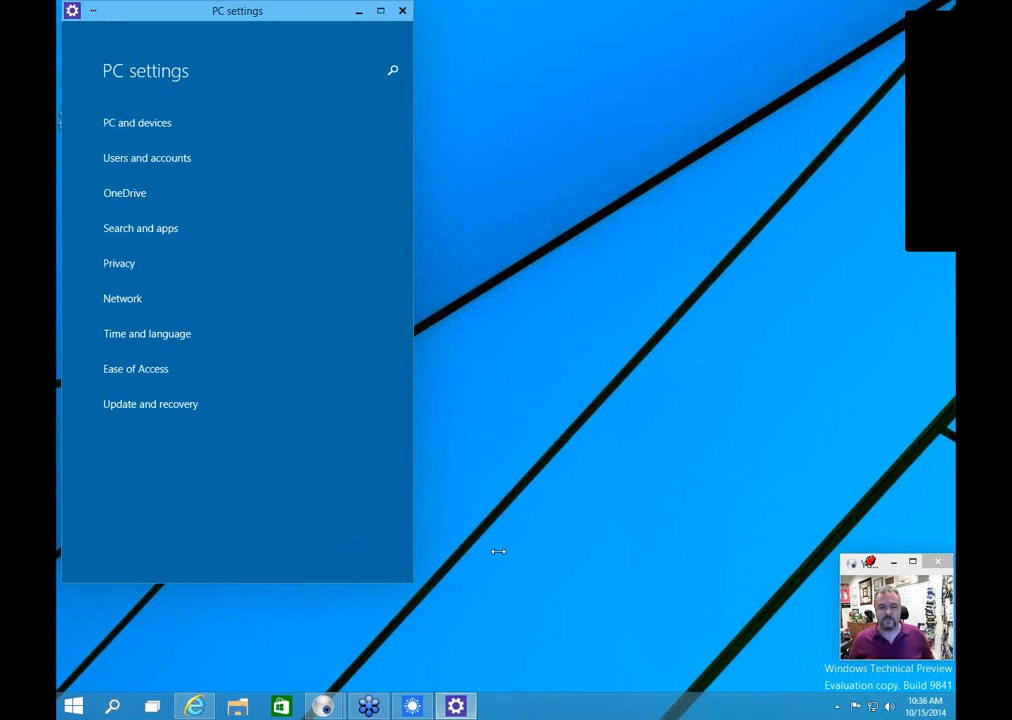 PC settings
PC settings
PC and devices
Users and accounts
OneDrive
Search and apps
Privacy
Network
Time and language
Ease of Access
Update and recovery
Windows Technical Preview
Evaluation copy. Build 9841
10:36 AM
10/15/2014